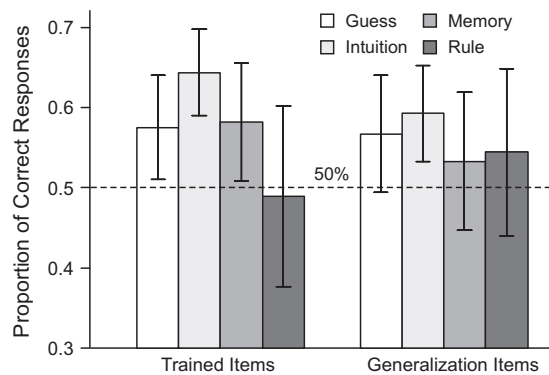 Proportion of Correct Responses
0.7
0.6
0.5
0.4
0.3
Guess
Memory
Intuition
Rule
50%
Trained Items
Generalization Items